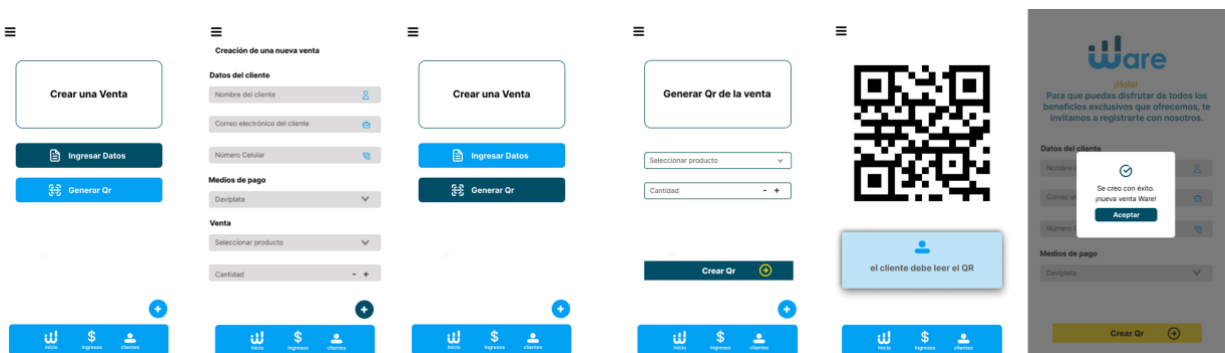 Crear una Venta
Ingresar Datos
Generar Qr
Inicio
Ingresos
clientes
Creación de una nueva venta
Datos del cliente
Nombre del cliente
Correo electrónico del cliente
Número Celular
Medios de pago
Daviplata
Venta
Seleccionar producto
Cantidad
- +
+
Inicio
Ingresos
clientes
Crear una Venta
Ingresar Datos
Generar Qr
Inicio
Ingresos
clientes
Generar Qr de la venta
Seleccionar producto
Cantidad
- +
Crear Qr
Inicio
Ingresos
clientes
el cliente debe leer el QR
Inicio
Ingresos
clientes
Ware
¡Hola!
Para que puedas disfrutar de todos los
beneficios exclusivos que ofrecemos, te
invitamos a registrarte con nosotros.
Datos del cliente
Nombre
Correo
Número
Se creo con éxito.
¡nueva venta Ware!
Aceptar
Medios de pago
Daviplata
Crear Qr